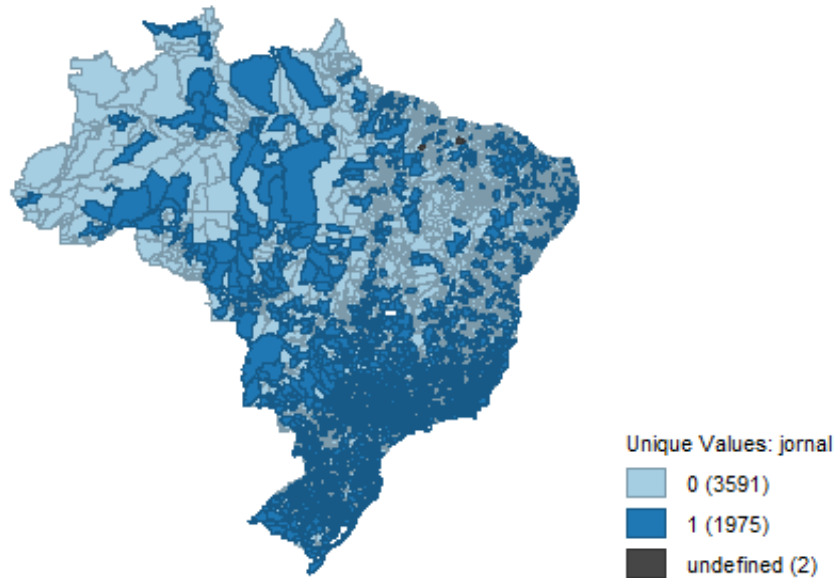 Unique Values: jornal
0 (3591)
1 (1975)
undefined (2)